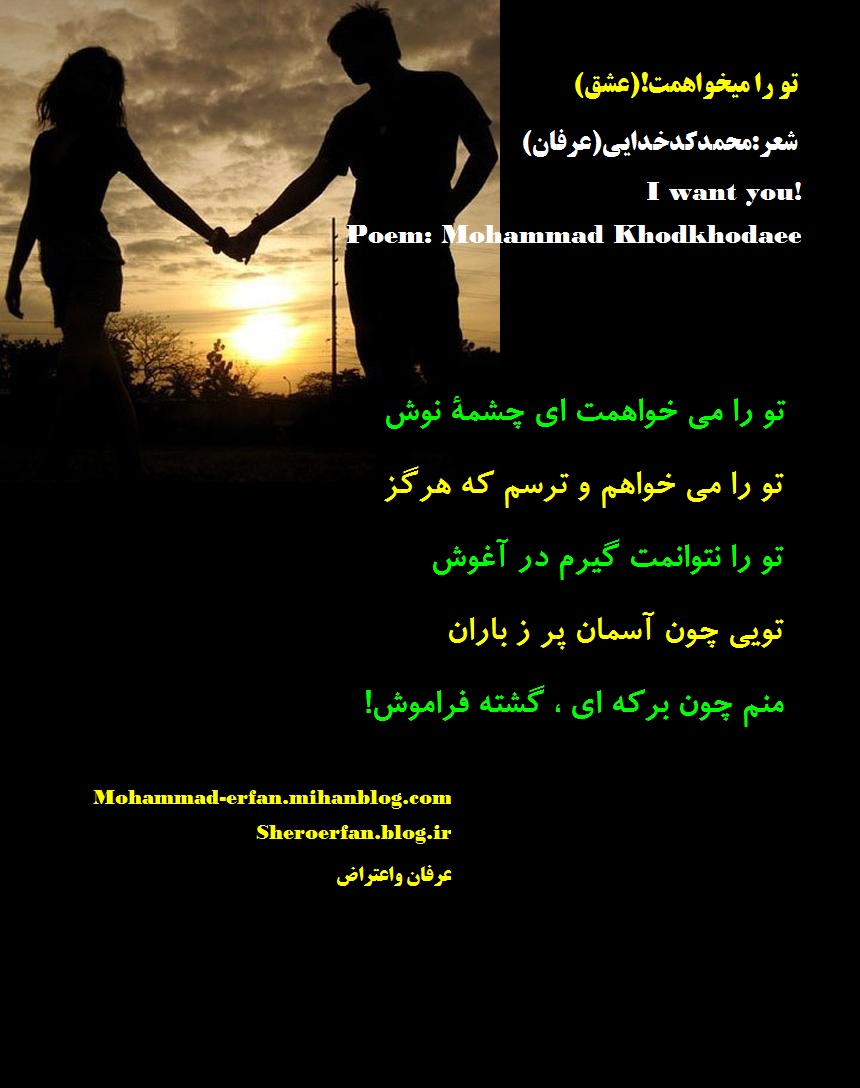 تو را میخواهمت!(عشق)
شعر:محمدکدخدایی(عرفان)
I want you!
Poem: Mohammad Khodkhodaee
تو را می خواهمت ای چشمهٔ نوش
تو را می خواهم و ترسم که هرگز
تو را نتوانمت گیرم در آغوش
تویی چون آسمان پر ز باران
منم چون برکه ای ، گشته فراموش!
Mohammad-erfan.mihanblog.com
Sheroerfan.blog.ir
عرفان واعتراض